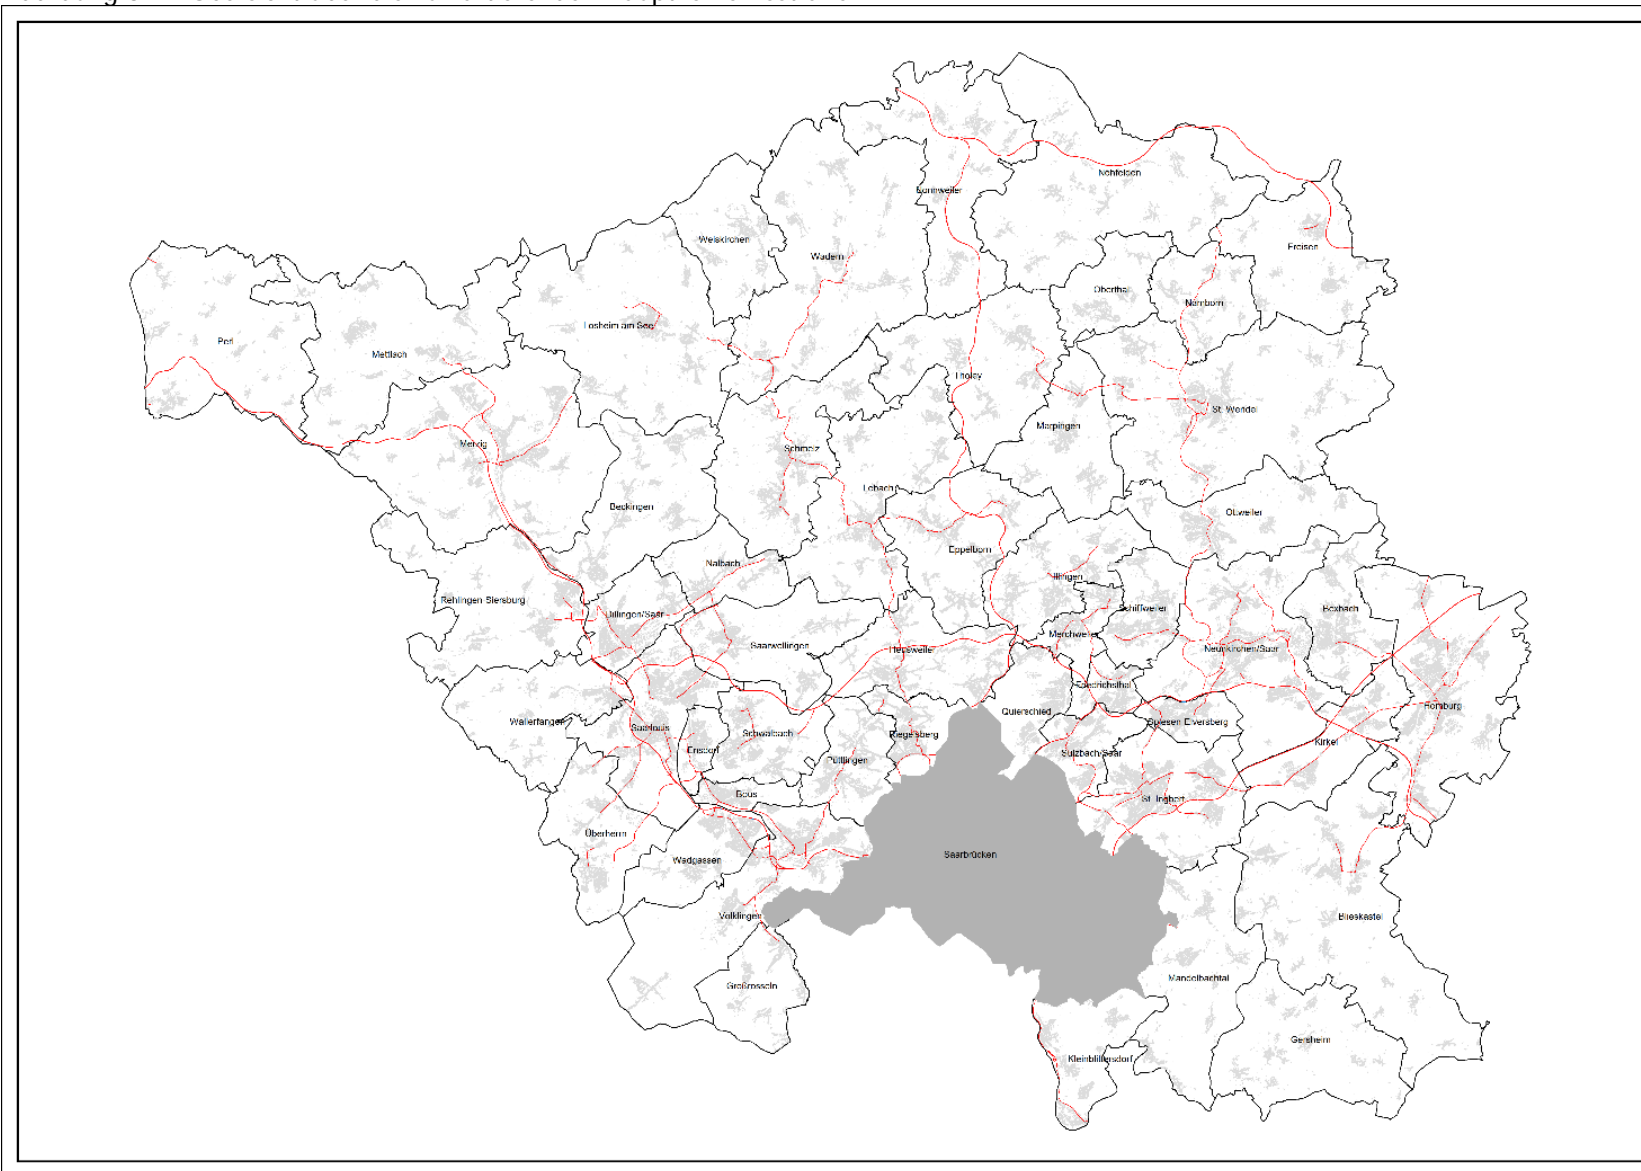 Nohfelden
Nonnweiler
Weiskirchen
Freisen
Wadern
Oberthal
Namborn
Losheim am See
Perl
Mettlach
Tholey
St. Wendel
Marpingen
Merzig
Schmelz
Lebach
Beckingen
Ottweiler
Eppelborn
Nalbach
Illingen
Rehlingen Siersburg
Schiffweiler
Bexbach
Dillingen/Saar
Merchweiler
Saarwellingen
Heusweiler
Neunkirchen/Saar
Friedrichsthal
Homburg
Quierschied
Wallerfangen
Spiesen Elversberg
Saarlouis
Schwalbach
Riegelsberg
Kirkel
Ensdorf
Sulzbach/Saar
Püttlingen
Bous
St. Ingbert
Überherrn
Saarbrücken
Wadgassen
Völklingen
Blieskastel
Mandelbachtal
Großrosseln
Gersheim
Kleinblittersdorf